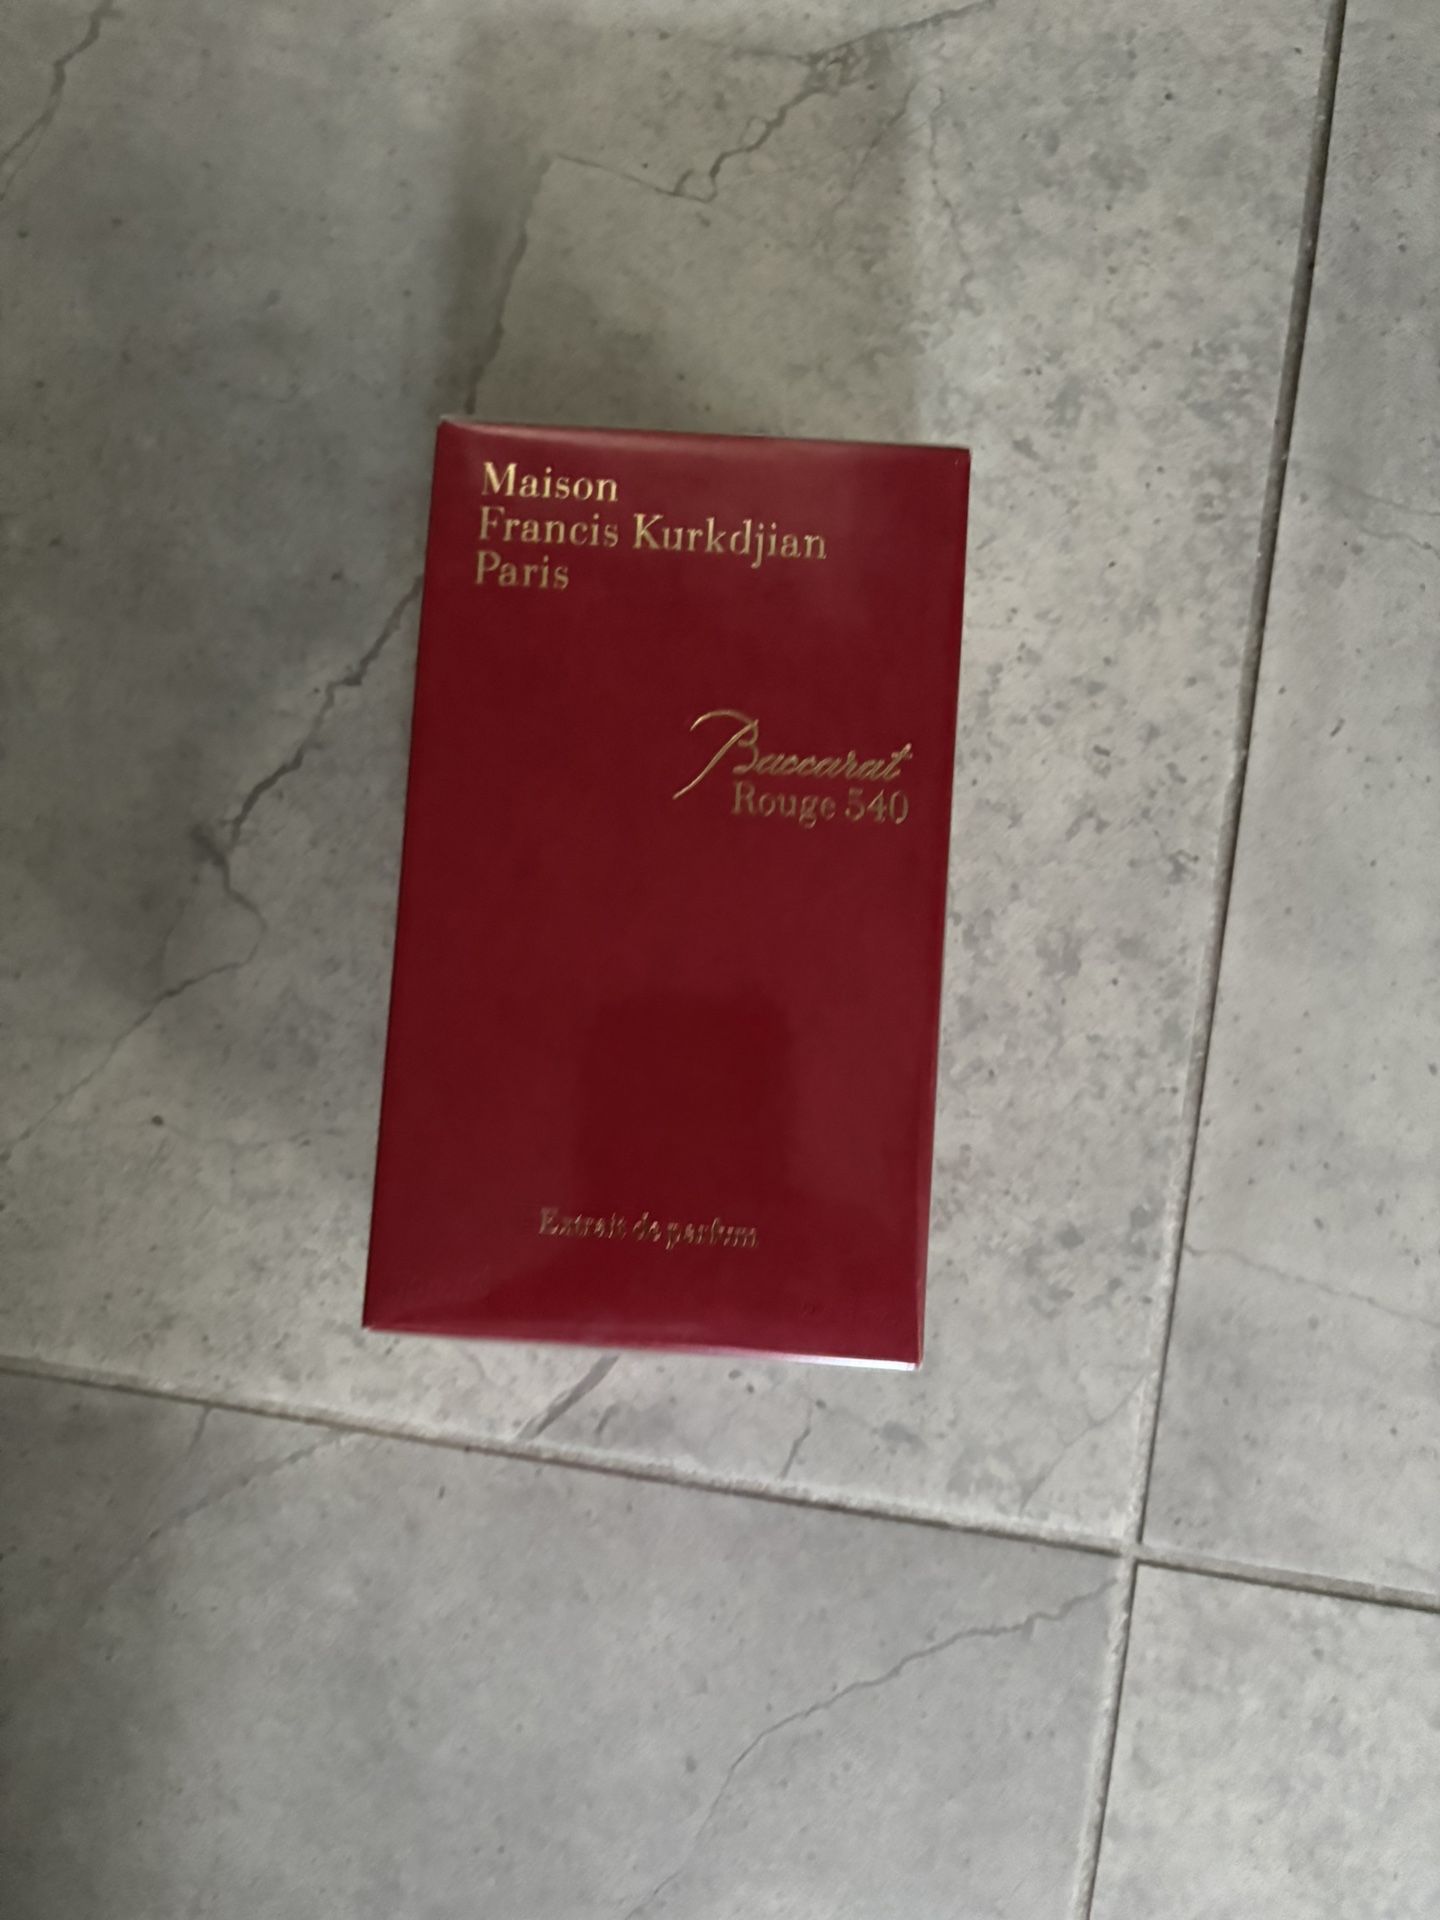 Maison
Francis Kurkdjian
Paris
Baccarat
Rouge 540
Extrait de parfum